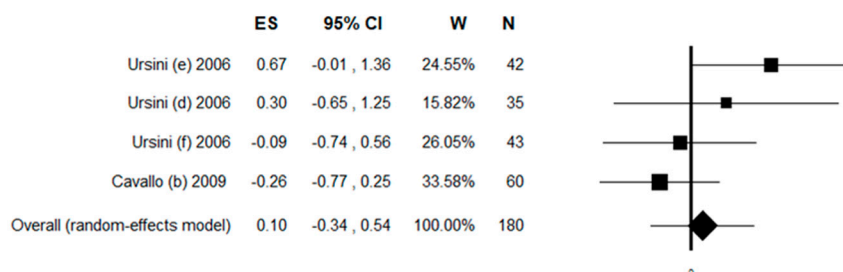 ES 95% CI W N
Ursini (e) 2006 0.67 -0.01 , 1.36 24.55% 42
Ursini (d) 2006 0.30 -0.65 , 1.25 15.82% 35
Ursini (f) 2006 -0.09 -0.74 , 0.56 26.05% 43
Cavallo (b) 2009 -0.26 -0.77 , 0.25 33.58% 60
Overall (random-effects model) 0.10 -0.34 , 0.54 100.00% 180